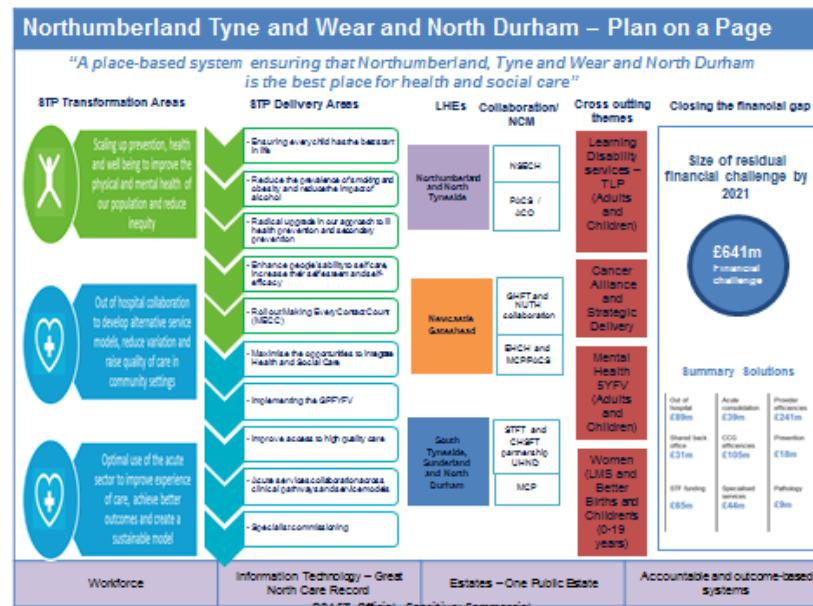 Northumberland Tyne and Wear and North Durham – Plan on a Page
"A place-based system ensuring that Northumberland, Tyne and Wear and North Durham
is the best place for health and social care"
STP Transformation Areas
STP Delivery Areas
LHEs
Collaboration/
NCM
Cross cutting
themes
Closing the financial gap
Scaling up prevention, health
and well being to improve the
physical and mental health of
our population and reduce
inequity
Out of hospital collaboration
to develop alternative service
models, reduce variation and
raise quality of care in
community settings
Optimal use of the acute
sector to improve experience
of care, achieve better
outcomes and create a
sustainable model
- Ensuring every child has the best start
in life
- Reduce the prevalence of smoking and
obesity and reduce the impact of
alcohol
- Radical upgrade in our approach to ill
health prevention and secondary
prevention
- Enhance people's ability to self care,
increase their self esteem and self-
efficacy
- Roll out Making Every Contact Count
(MECC)
- Maximise the opportunities to integrate
Health and Social Care
- Implementing the GPFYFV
- Improve access to high quality care
- Acute services collaboration across
clinical pathways and service models
- Specialist commissioning
Northumberland
and North
Tyneside
Newcastle
Gateshead
South
Tyneside,
Sunderland and
North
Durham
NSECH
PACS /
ACO
GHFT and
NUTH
collaboration
EHCH and
MCP/PACS
STFT and
CHSFT
partnership
UHND
MCP
Learning
Disability
services –
TLP
(Adults
and
Children)
Cancer
Alliance
and
Strategic
Delivery
Mental
Health
5YFV
(Adults
and
Children)
Women
(LMS and
Better
Births and
Children's
(0-19
years)
Size of residual
financial challenge by
2021
£641m
Financial
challenge
Summary Solutions
Out of
hospital
£89m
Acute
consolidation
£39m
Provider
efficiencies
£241m
Shared back
office
£31m
CCG
efficiencies
£105m
Prevention
£18m
STF funding
£65m
Specialised
services
£44m
Pathology
£9m
Workforce
Information Technology – Great
North Care Record
Estates – One Public Estate
Accountable and outcome-based
systems